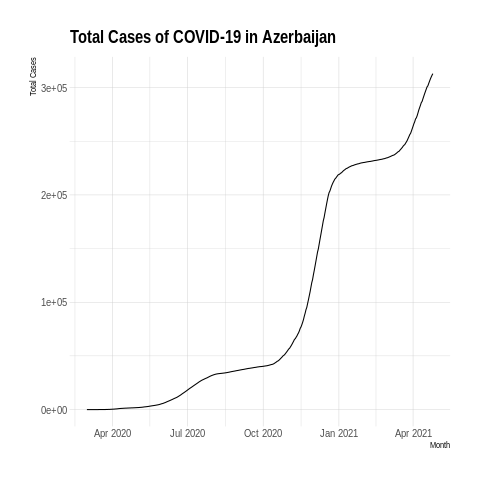 Total Cases of COVID-19 in Azerbaijan
Total Cases
3e+05
2e+05
1e+05
0e+00
Apr 2020 Jul 2020 Oct 2020 Jan 2021 Apr 2021
Month